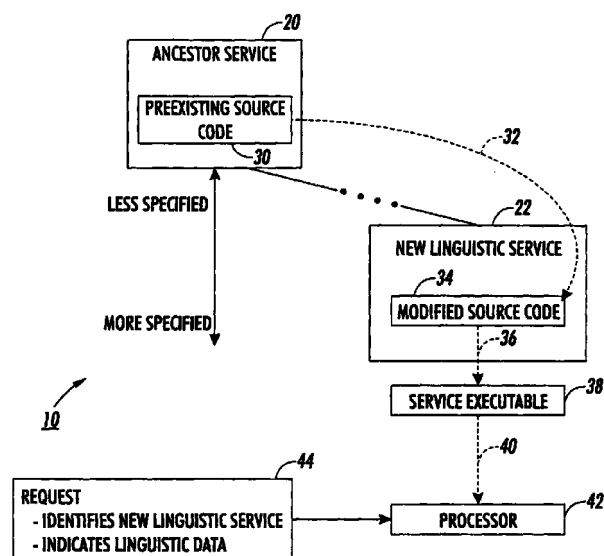 20
ANCESTOR SERVICE
PREEXISTING SOURCE
CODE
30
32
LESS SPECIFIED
22
NEW LINGUISTIC SERVICE
34
MODIFIED SOURCE CODE
MORE SPECIFIED
36
SERVICE EXECUTABLE
38
10
40
44
REQUEST
- IDENTIFIES NEW LINGUISTIC SERVICE
- INDICATES LINGUISTIC DATA
PROCESSOR
42